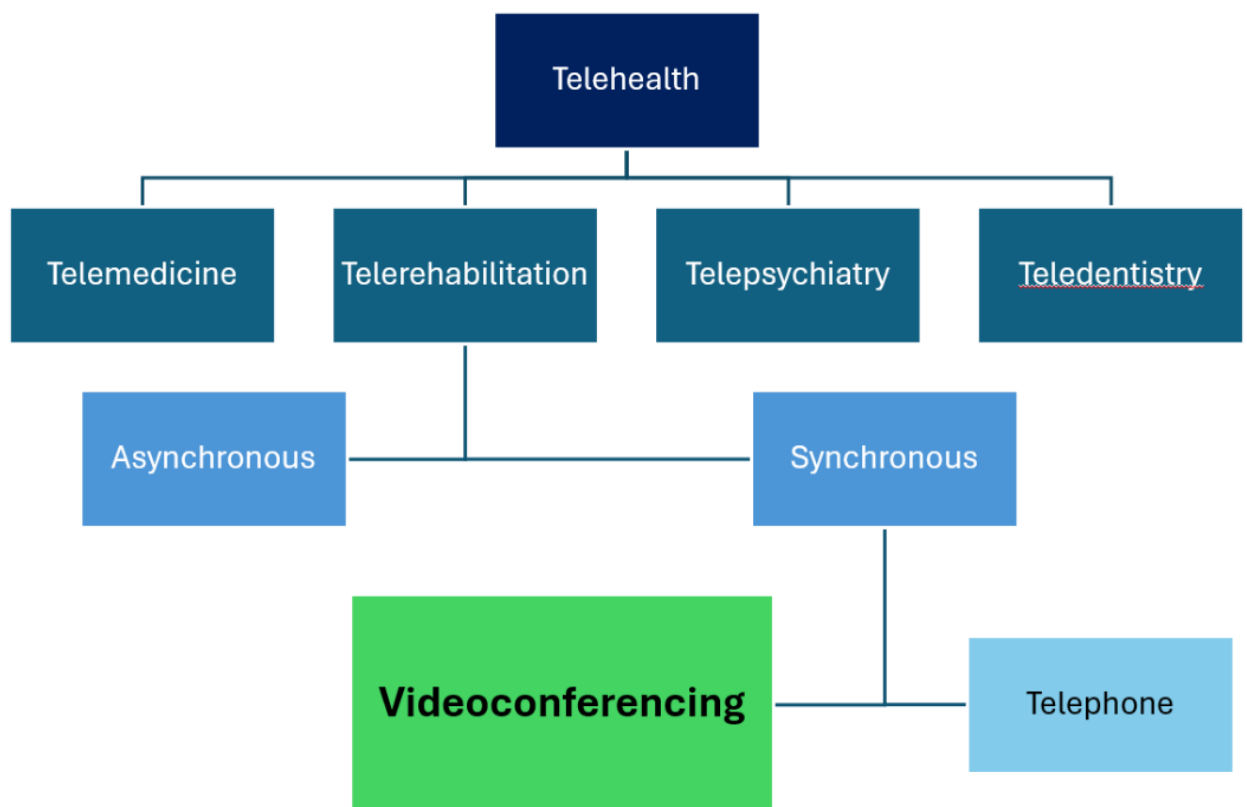 Telehealth
Telemedicine
Telerehabilitation
Telepsychiatry
Teledentistry
Asynchronous
Synchronous
Videoconferencing
Telephone